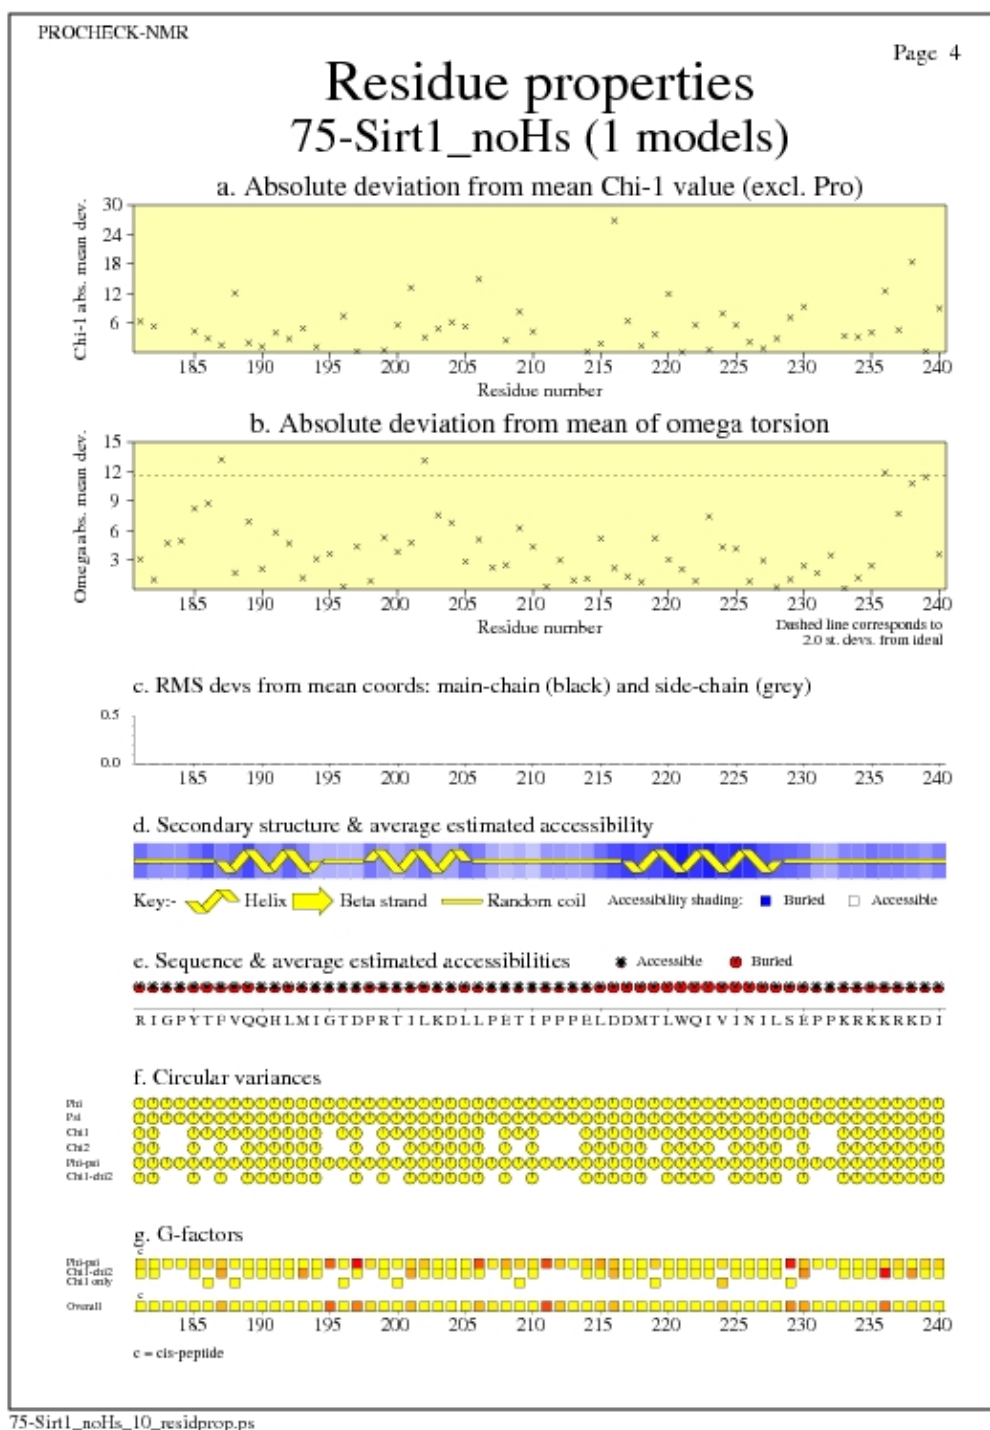 PROCHECK-NMR
Page 4
Residue properties
75-Sirt1_noHs (1 models)
a. Absolute deviation from mean Chi-1 value (excl. Pro)
Chi-1 abs. mean dev.
30
24
18
12
6
185 190 195 200 205 210 215 220 225 230 235 240
Residue number
b. Absolute deviation from mean of omega torsion
Omega abs. mean dev.
15
12
9
6
3
185 190 195 200 205 210 215 220 225 230 235 240
Residue number
Dashed line corresponds to
2.0 st. devs. from ideal
c. RMS devs from mean coords: main-chain (black) and side-chain (grey)
0.5
0.0
185 190 195 200 205 210 215 220 225 230 235 240
d. Secondary structure & average estimated accessibility
Key:- Helix Beta strand Random coil Accessibility shading: Buried Accessible
e. Sequence & average estimated accessibilities Accessible Buried
R I G P Y T F V Q Q H L M I G T D P R T I L K D L L P E T I P P P E L D D M T L W Q I V I N I L S E P P K R K K R K D I
f. Circular variances
Phi
Psi
Chi1
Chi2
Phi-psi
Chi1-chi2
g. G-factors
c
Phi-psi
Chi1-chi2
Chi1 only
c
Overall
185 190 195 200 205 210 215 220 225 230 235 240
c = cis-peptide
75-Sirt1_noHs_10_residprop.ps